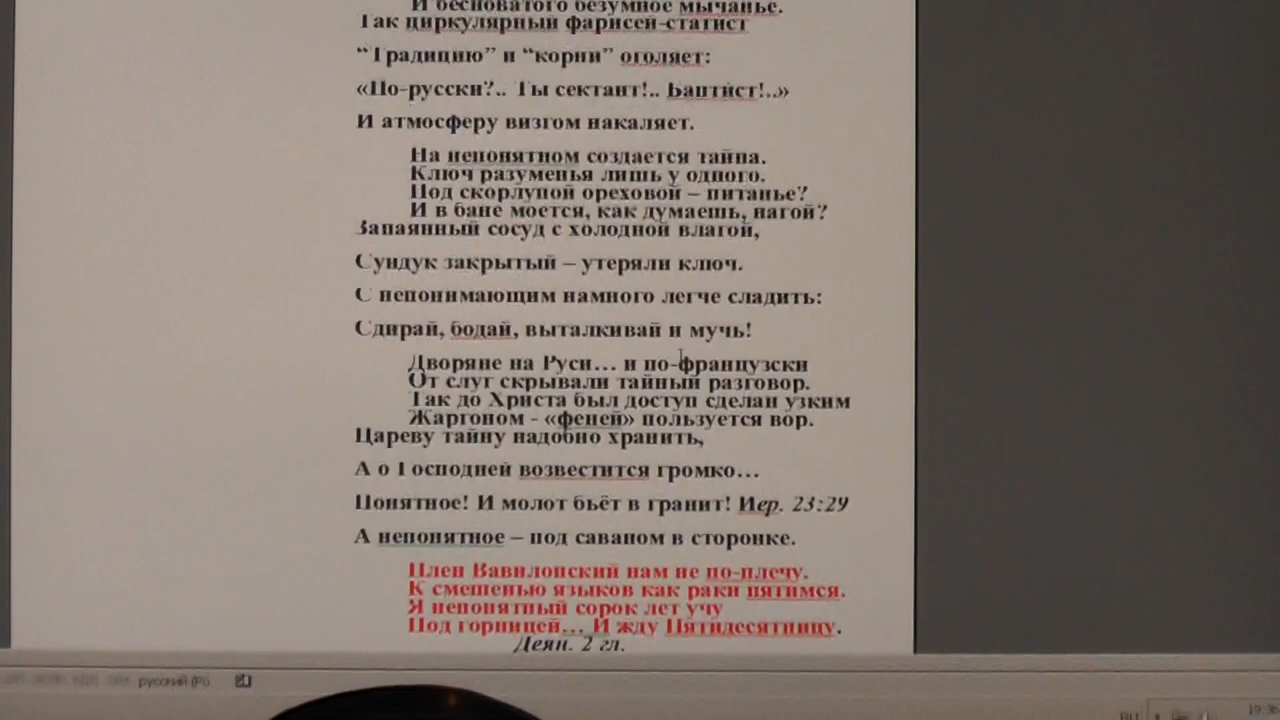 И бесноватого безумное мычанье.
Так циркулярный фарисей-статист
“Традицию” и “корни” оголяет:
«По-русски?.. Ты сектант!.. Баптист!..»
И атмосферу визгом накаляет.
На непонятном создается тайна.
Ключ разуменья лишь у одного.
Под скорлупой ореховой – питанье?
И в бане моется, как думаешь, нагой?
Запаянный сосуд с холодной влагой,
Сундук закрытый – утеряли ключ.
С непонимающим намного легче сладить:
Сдирай, бодай, выталкивай и мучь!
Дворяне на Руси… и по-французски
От слуг скрывали тайный разговор.
Так до Христа был доступ сделан узким
Жаргоном - «феней» пользуется вор.
Цареву тайну надобно хранить,
А о Господней возвестится громко…
Понятное! И молот бьёт в гранит! Иер. 23:29
А непонятное – под саваном в сторонке.
Плен Вавилонский нам не по-плечу.
К смешенью языков как раки пятимся.
Я непонятный сорок лет учу
Под горницей… И жду Пятидесятницу.
Деян. 2 гл.
русский (Ро
RU
19:36